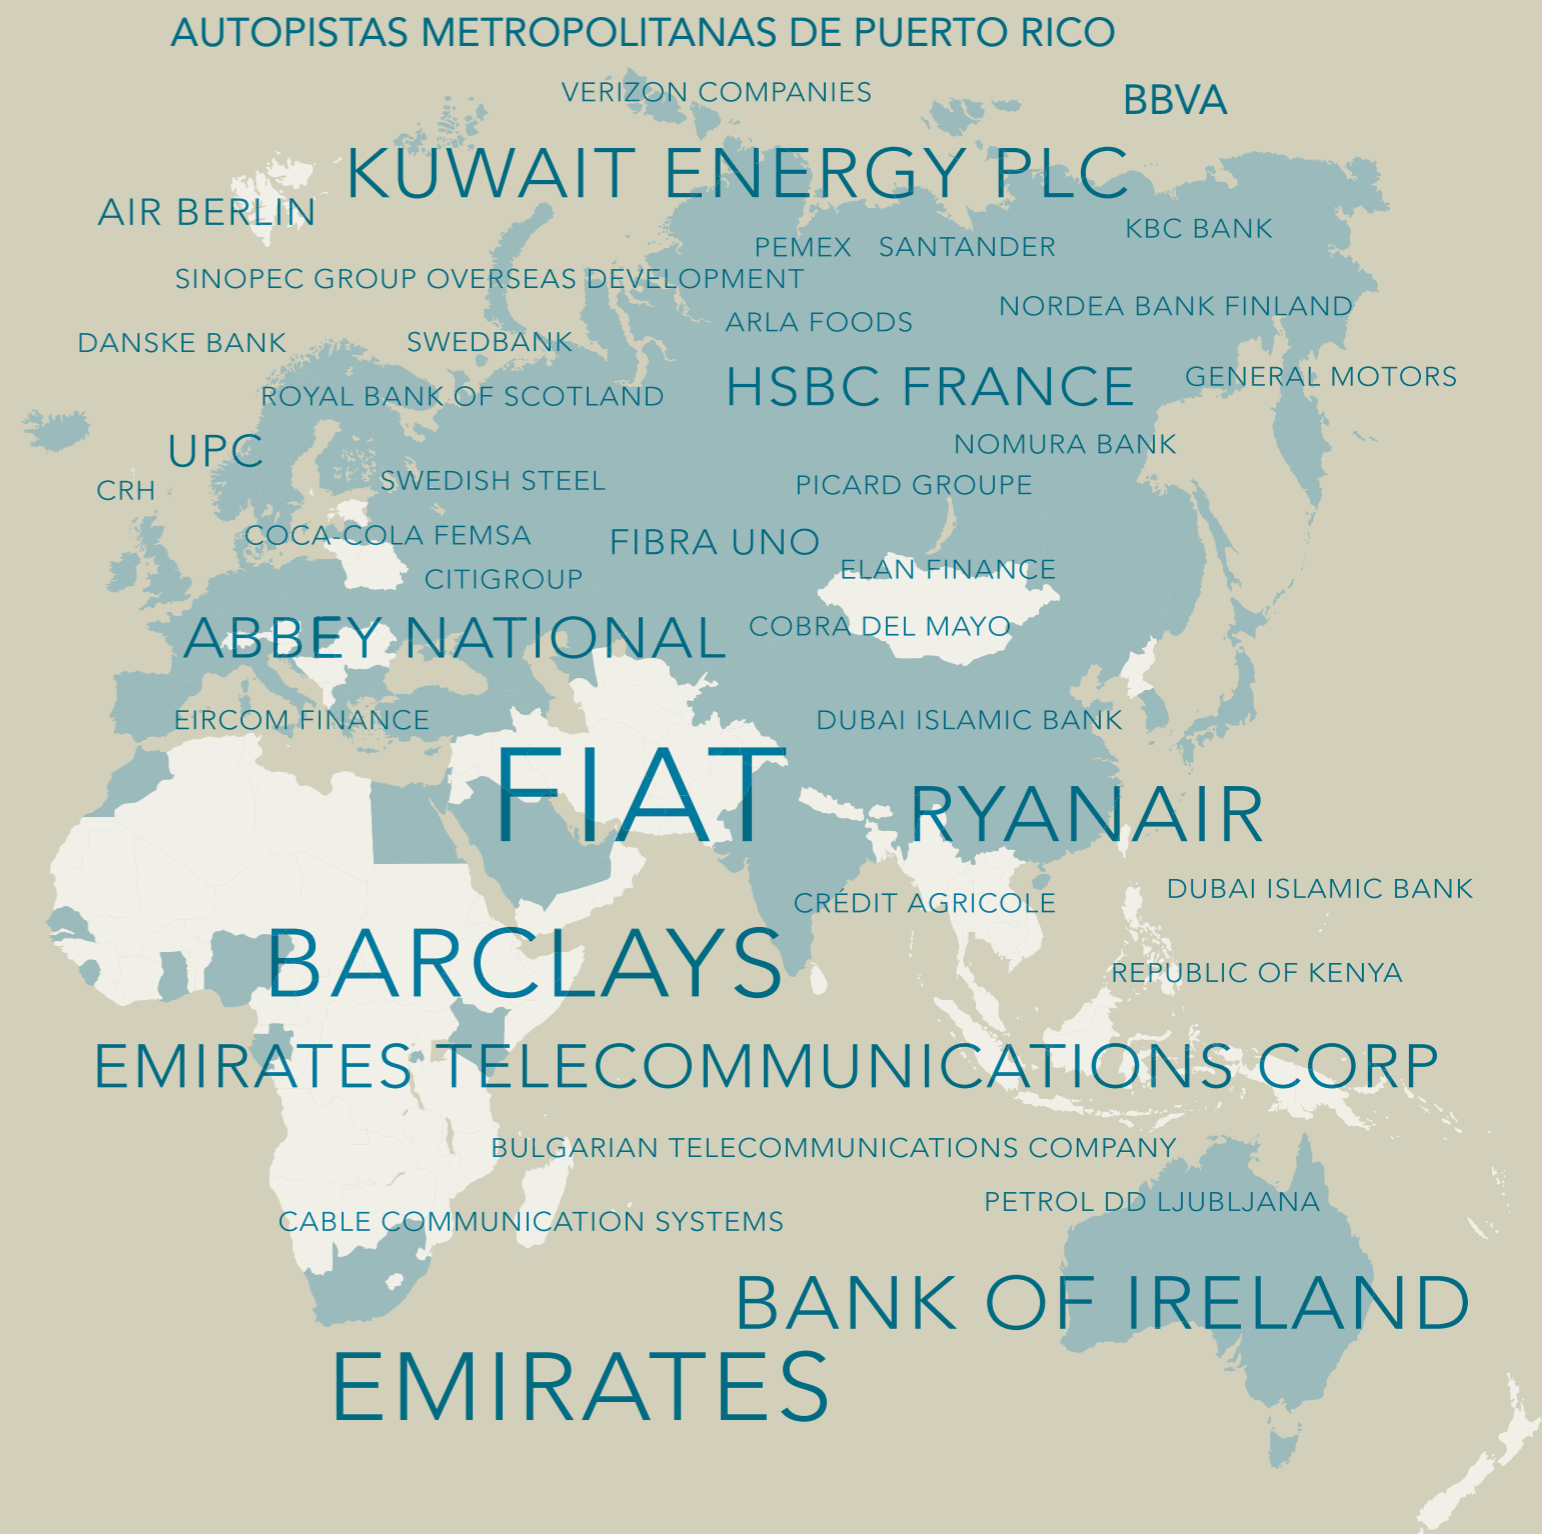 AUTOPISTAS METROPOLITANAS DE PUERTO RICO
VERIZON COMPANIES
BBVA
KUWAIT ENERGY PLC
AIR BERLIN
KBC BANK
PEMEX
SANTANDER
SINOPEC GROUP OVERSEAS DEVELOPMENT
NORDEA BANK FINLAND
ARLA FOODS
DANSKE BANK
SWEDBANK
GENERAL MOTORS
HSBC FRANCE
ROYAL BANK OF SCOTLAND
NOMURA BANK
UPC
SWEDISH STEEL
PICARD GROUPE
CRH
COCA-COLA FEMSA
FIBRA UNO
ELAN FINANCE
CITIGROUP
COBRA DEL MAYO
ABBEY NATIONAL
EIRCOM FINANCE
DUBAI ISLAMIC BANK
FIAT
RYANAIR
DUBAI ISLAMIC BANK
CRÉDIT AGRICOLE
BARCLAYS
REPUBLIC OF KENYA
EMIRATES TELECOMMUNICATIONS CORP
BULGARIAN TELECOMMUNICATIONS COMPANY
PETROL DD LJUBLJANA
CABLE COMMUNICATION SYSTEMS
BANK OF IRELAND
EMIRATES